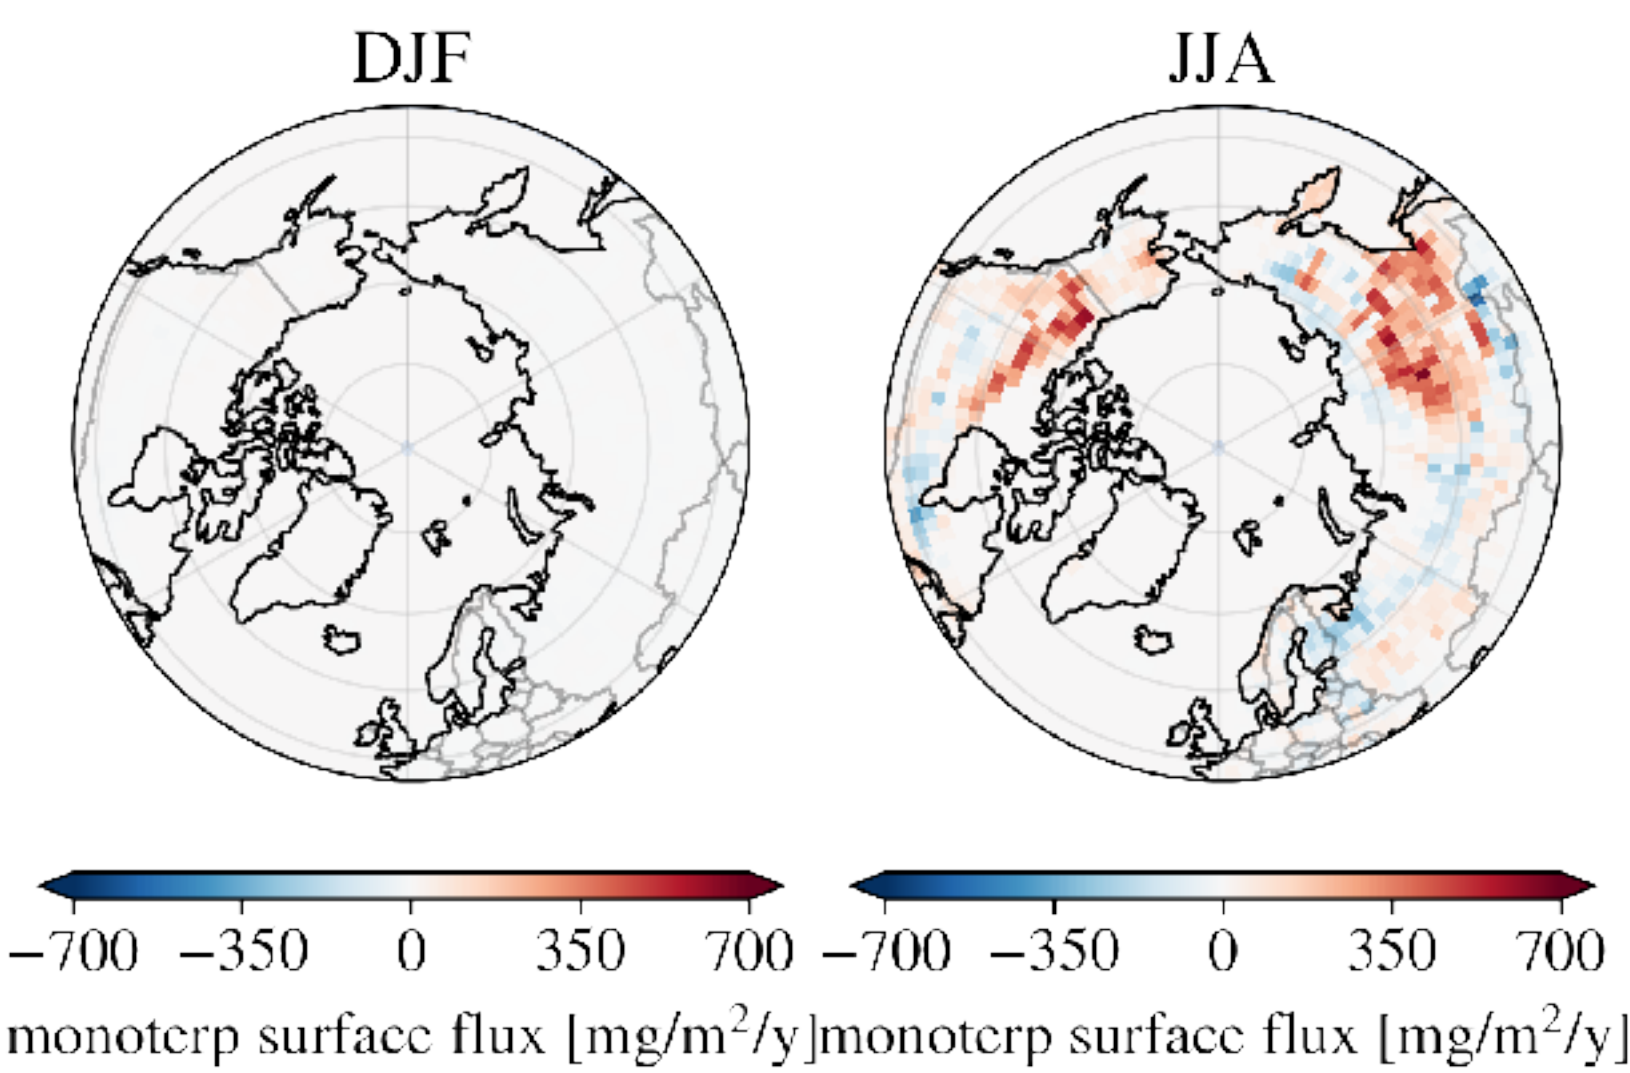 DJF JJA
−700 −350 0 350 700 −700 −350 0 350 700
monoterp surface flux [mg/m²/y] monoterp surface flux [mg/m²/y]